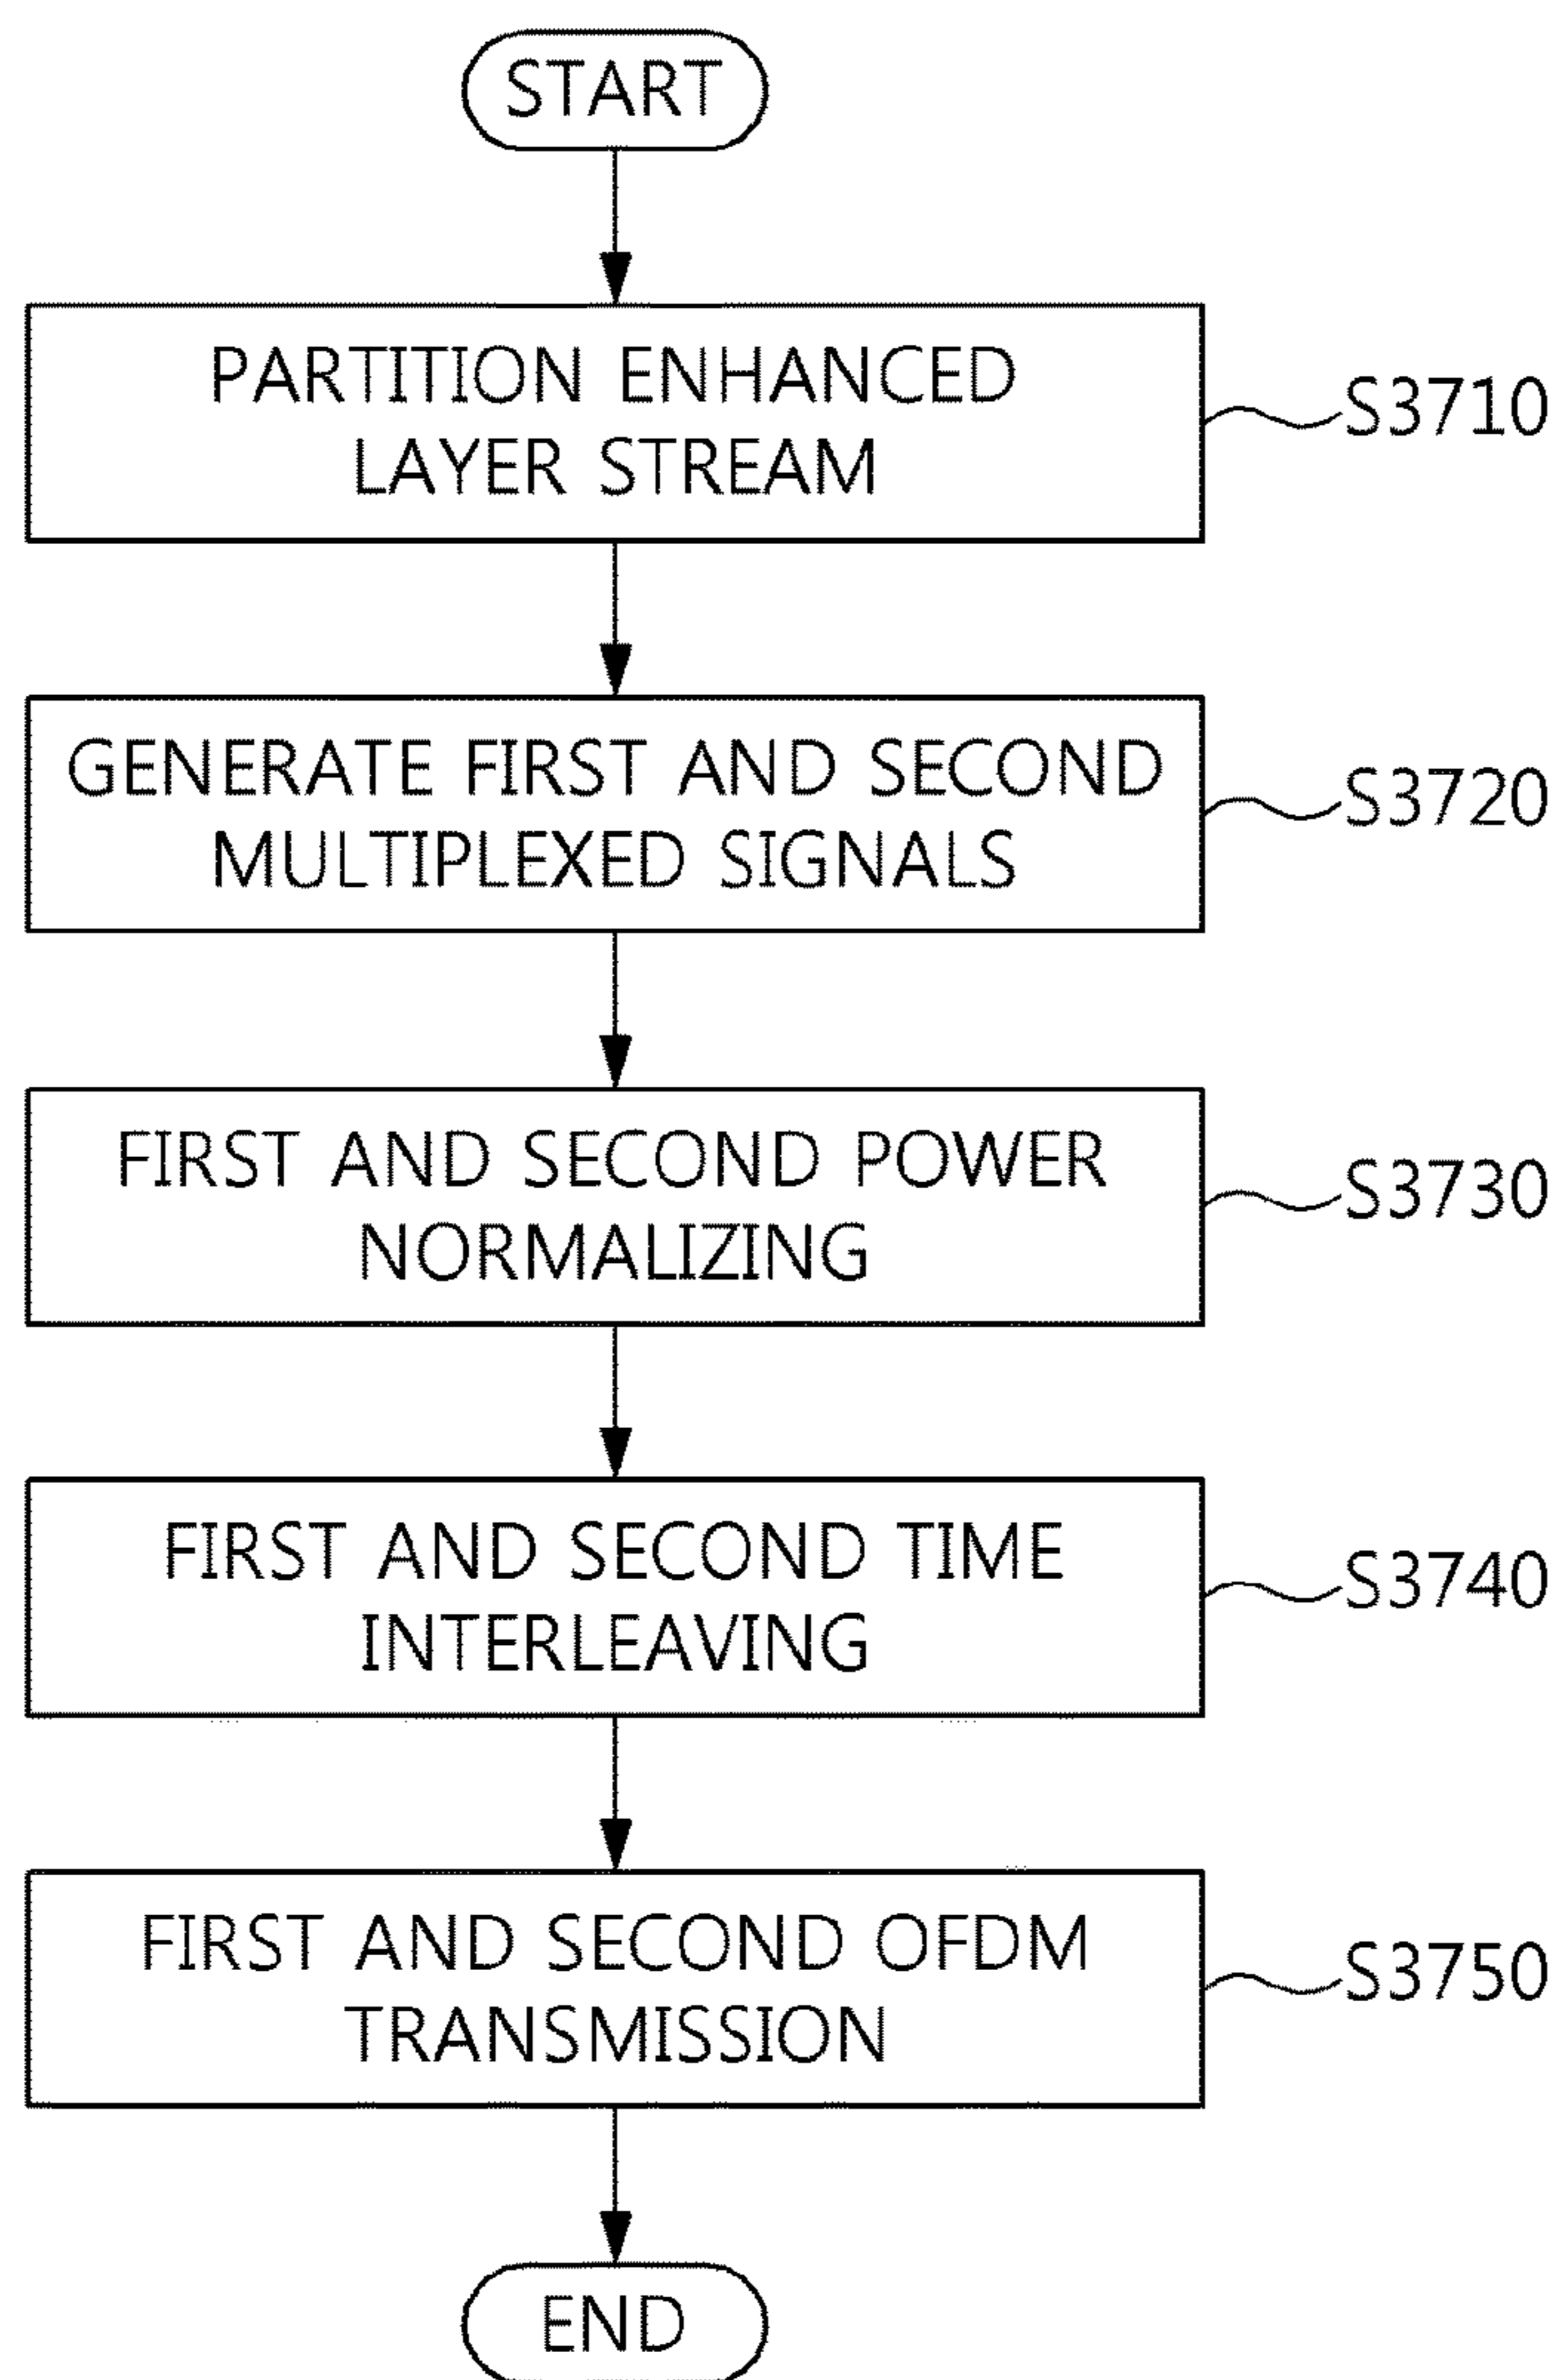 START
PARTITION ENHANCED
LAYER STREAM
S3710
GENERATE FIRST AND SECOND
MULTIPLEXED SIGNALS
S3720
FIRST AND SECOND POWER
NORMALIZING
S3730
FIRST AND SECOND TIME
INTERLEAVING
S3740
FIRST AND SECOND OFDM
TRANSMISSION
S3750
END